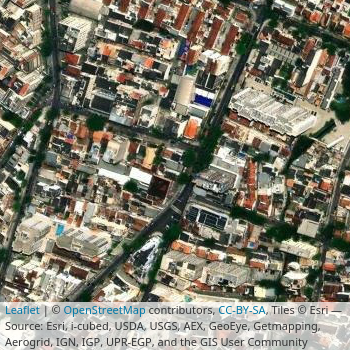 Leaflet | © OpenStreetMap contributors, CC-BY-SA, Tiles © Esri —
Source: Esri, i-cubed, USDA, USGS, AEX, GeoEye, Getmapping,
Aerogrid, IGN, IGP, UPR-EGP, and the GIS User Community